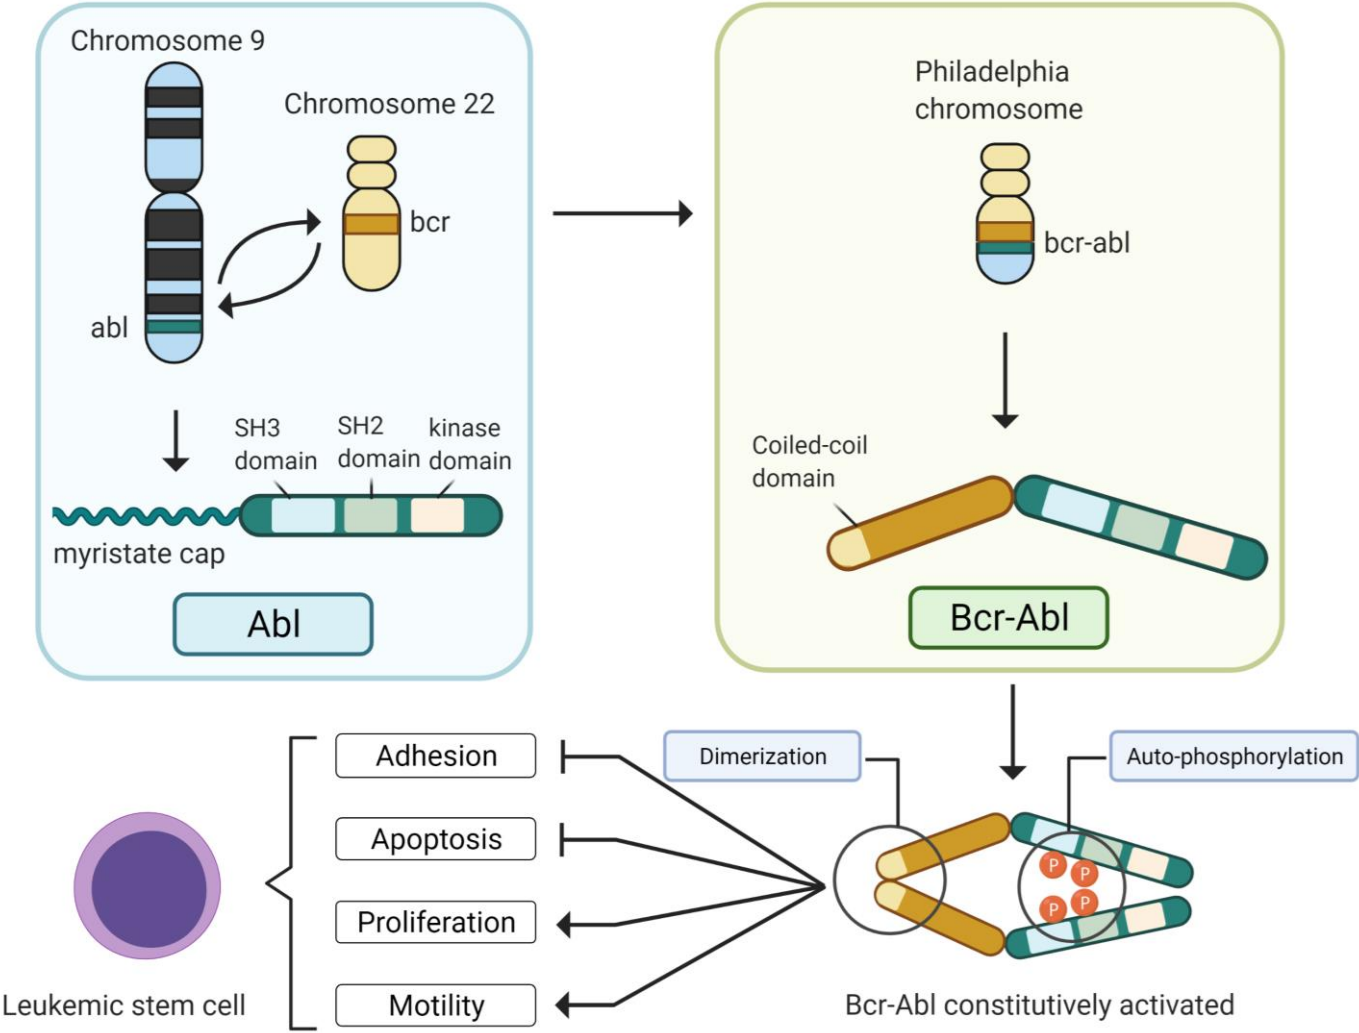 Chromosome 9
Chromosome 22
bcr
abl
SH3
domain
SH2
domain
kinase
domain
myristate cap
Abl
Philadelphia
chromosome
bcr-abl
Coiled-coil
domain
Bcr-Abl
Adhesion
Apoptosis
Proliferation
Motility
Leukemic stem cell
Dimerization
Auto-phosphorylation
P
P
P
P
Bcr-Abl constitutively activated